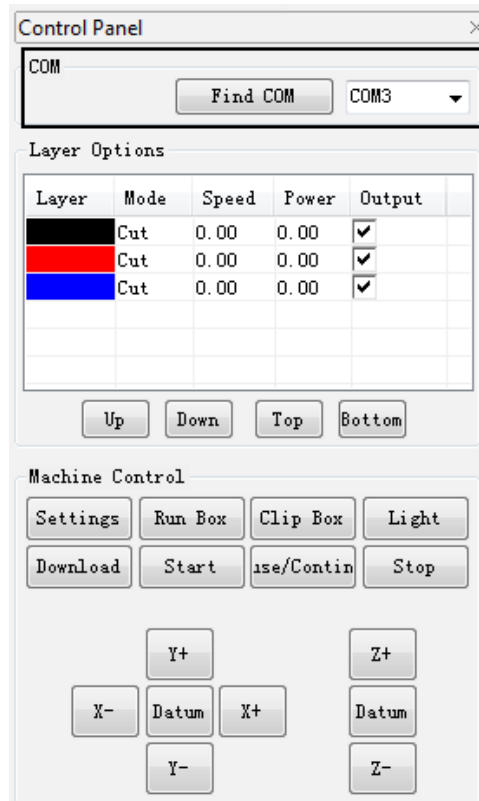 Control Panel
COM
Find COM COM3
Layer Options
Layer Mode Speed Power Output
Cut 0.00 0.00
Cut 0.00 0.00
Cut 0.00 0.00
Up Down Top Bottom
Machine Control
Settings Run Box Clip Box Light
Download Start use/Contin Stop
Y+ Z+
X- Datum X+ Datum
Y- Z-